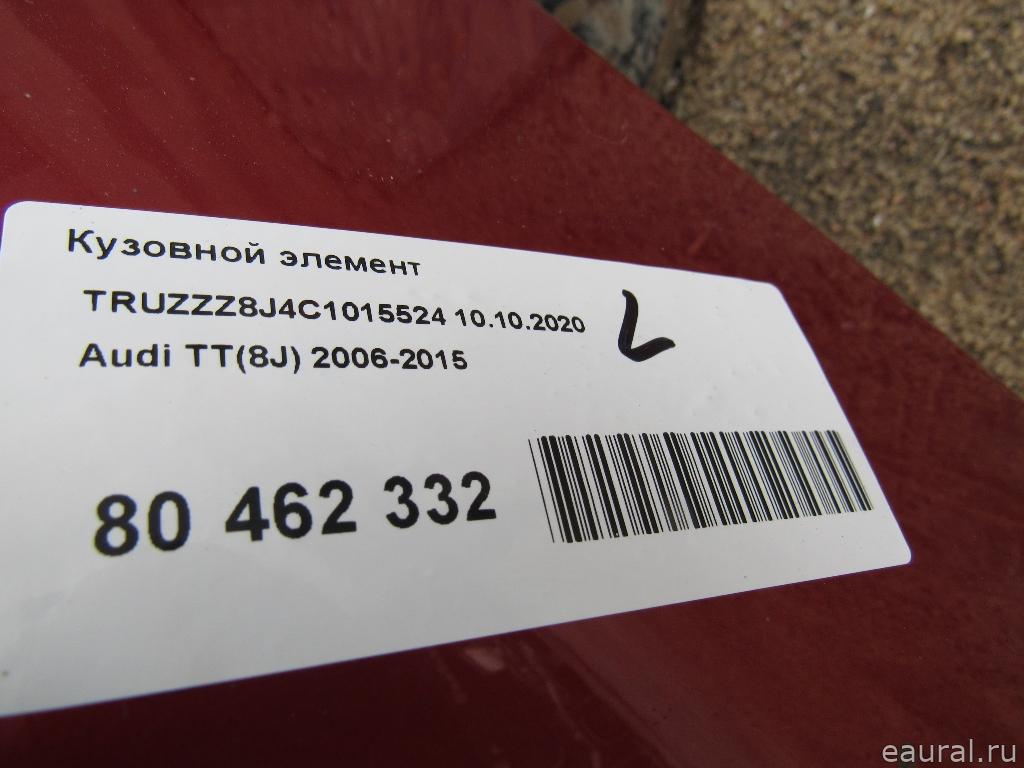 Кузовной элемент
TRUZZZ8J4C1015524 10.10.2020
Audi TT(8J) 2006-2015
L
80 462 332
eaural.ru